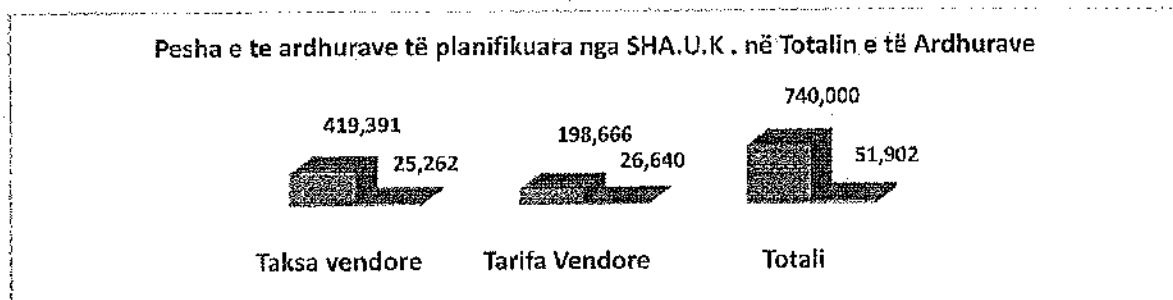 Pesha e te ardhurave të planifikuara nga SHA.U.K . në Totalin e të Ardhurave
740,000
419,391
198,666
25,262
26,640
51,902
Taksa vendore
Tarifa Vendore
Totali